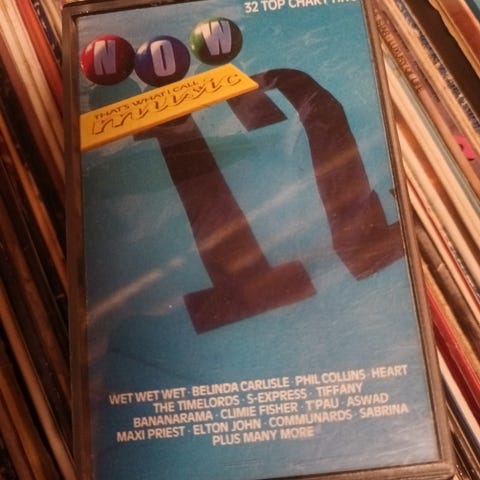 32 TOP CHART HITS
NOW
THAT'S WHAT I CALL
music
12
WET WET WET · BELINDA CARLISLE · PHIL COLLINS · HEART
THE TIMELORDS · S-EXPRESS · TIFFANY
BANANARAMA · CLIMIE FISHER · T'PAU · ASWAD
MAXI PRIEST · ELTON JOHN · COMMUNARDS · SABRINA
PLUS MANY MORE